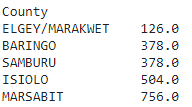 County
ELGEY/MARAKWET    126.0
BARINGO           378.0
SAMBURU           378.0
ISIOLO            504.0
MARSABIT          756.0